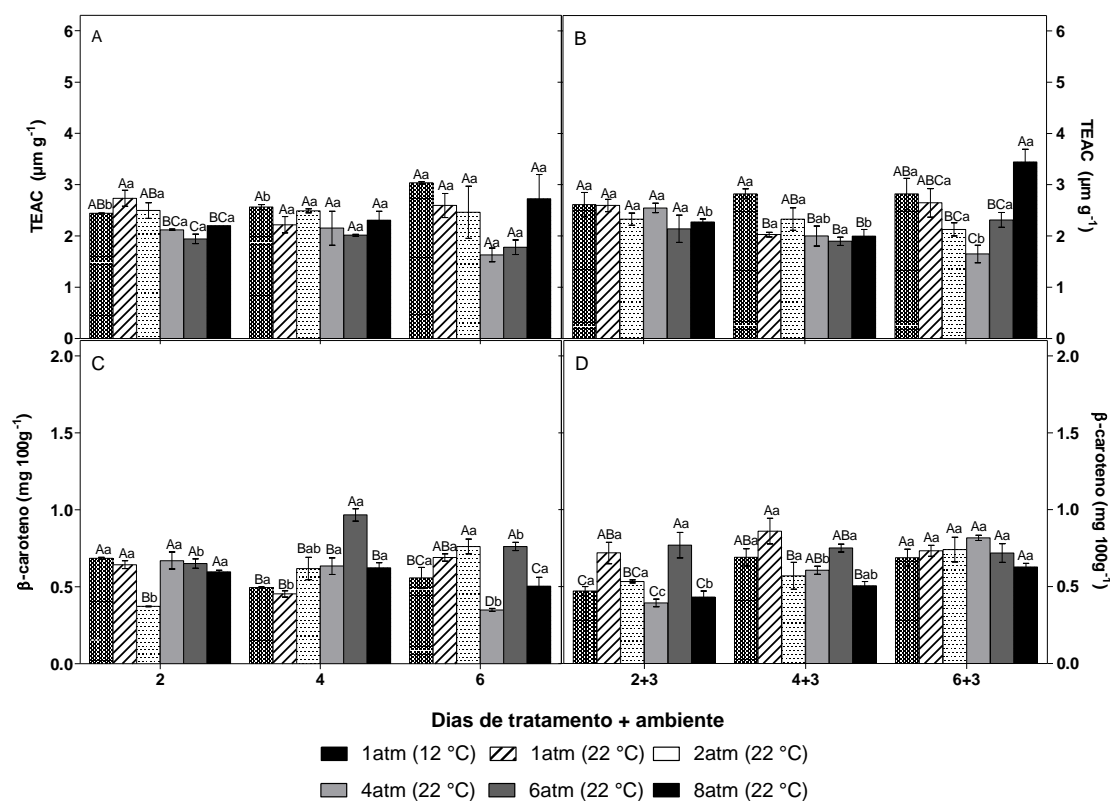 A
B
6
5
4
3
2
1
0
TEAC (µm g-1)
6
5
4
3
2
1
0
TEAC (µm g-1)
ABb Aa ABa BCa Ca BCa
Ab Aa Aa Aa Aa Aa
Aa Aa Aa Aa Aa Aa
Aa Aa Aa Aa Aa Ab
Aa Ba ABa Bab Ba Bb
ABa ABCa BCa Cb BCa Aa
C
D
2.0
1.5
1.0
0.5
0.0
β-caroteno (mg 100g-1)
2.0
1.5
1.0
0.5
0.0
β-caroteno (mg 100g-1)
Aa Aa Bb Aa Ab Aa
Ba Bb Bab Ba Aa Ba
BCa ABa Aa Db Ab Ca
Ca ABa BCa Cc Aa Cb
ABa Aa Ba ABb ABa Bab
Aa Aa Aa Aa Aa Aa
2 4 6 2+3 4+3 6+3
Dias de tratamento + ambiente
1atm (12 °C) 1atm (22 °C) 2atm (22 °C)
4atm (22 °C) 6atm (22 °C) 8atm (22 °C)